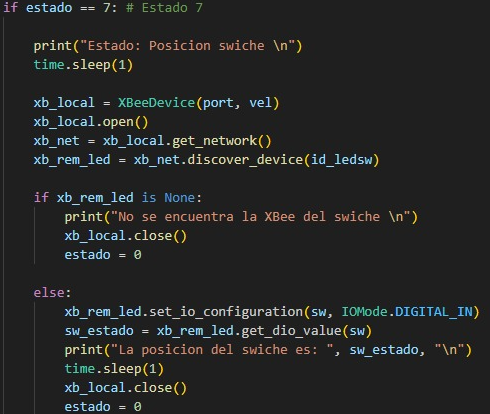 if estado == 7: # Estado 7
print("Estado: Posicion swiche \n")
time.sleep(1)
xb_local = XBeeDevice(port, vel)
xb_local.open()
xb_net = xb_local.get_network()
xb_rem_led = xb_net.discover_device(id_ledsw)
if xb_rem_led is None:
print("No se encuentra la XBee del swiche \n")
xb_local.close()
estado = 0
else:
xb_rem_led.set_io_configuration(sw, IOMode.DIGITAL_IN)
sw_estado = xb_rem_led.get_dio_value(sw)
print("La posicion del swiche es: ", sw_estado, "\n")
time.sleep(1)
xb_local.close()
estado = 0